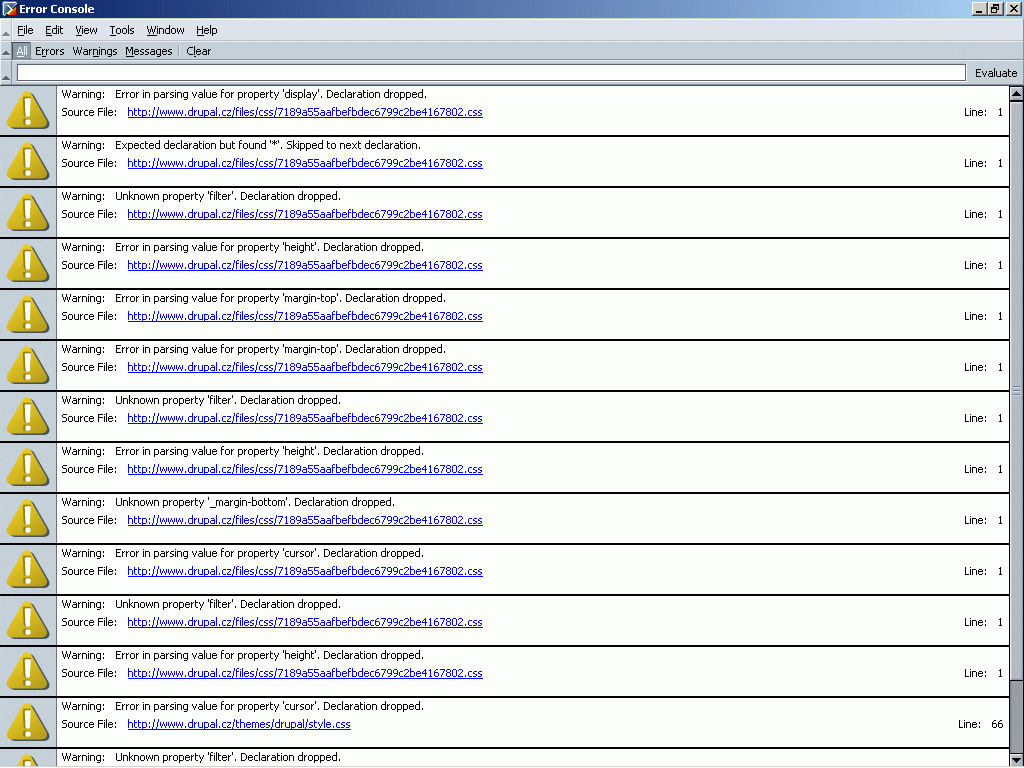 Error Console
File Edit View Tools Window Help
All Errors Warnings Messages Clear
Evaluate
Warning: Error in parsing value for property 'display'. Declaration dropped.
Source File: http://www.drupal.cz/files/css/7189a55aafbefbdec6799c2be4167802.css Line: 1
Warning: Expected declaration but found '*'. Skipped to next declaration.
Source File: http://www.drupal.cz/files/css/7189a55aafbefbdec6799c2be4167802.css Line: 1
Warning: Unknown property 'filter'. Declaration dropped.
Source File: http://www.drupal.cz/files/css/7189a55aafbefbdec6799c2be4167802.css Line: 1
Warning: Error in parsing value for property 'height'. Declaration dropped.
Source File: http://www.drupal.cz/files/css/7189a55aafbefbdec6799c2be4167802.css Line: 1
Warning: Error in parsing value for property 'margin-top'. Declaration dropped.
Source File: http://www.drupal.cz/files/css/7189a55aafbefbdec6799c2be4167802.css Line: 1
Warning: Error in parsing value for property 'margin-top'. Declaration dropped.
Source File: http://www.drupal.cz/files/css/7189a55aafbefbdec6799c2be4167802.css Line: 1
Warning: Unknown property 'filter'. Declaration dropped.
Source File: http://www.drupal.cz/files/css/7189a55aafbefbdec6799c2be4167802.css Line: 1
Warning: Error in parsing value for property 'height'. Declaration dropped.
Source File: http://www.drupal.cz/files/css/7189a55aafbefbdec6799c2be4167802.css Line: 1
Warning: Unknown property '_margin-bottom'. Declaration dropped.
Source File: http://www.drupal.cz/files/css/7189a55aafbefbdec6799c2be4167802.css Line: 1
Warning: Error in parsing value for property 'cursor'. Declaration dropped.
Source File: http://www.drupal.cz/files/css/7189a55aafbefbdec6799c2be4167802.css Line: 1
Warning: Unknown property 'filter'. Declaration dropped.
Source File: http://www.drupal.cz/files/css/7189a55aafbefbdec6799c2be4167802.css Line: 1
Warning: Error in parsing value for property 'height'. Declaration dropped.
Source File: http://www.drupal.cz/files/css/7189a55aafbefbdec6799c2be4167802.css Line: 1
Warning: Error in parsing value for property 'cursor'. Declaration dropped.
Source File: http://www.drupal.cz/themes/drupal/style.css Line: 66
Warning: Unknown property 'filter'. Declaration dropped.